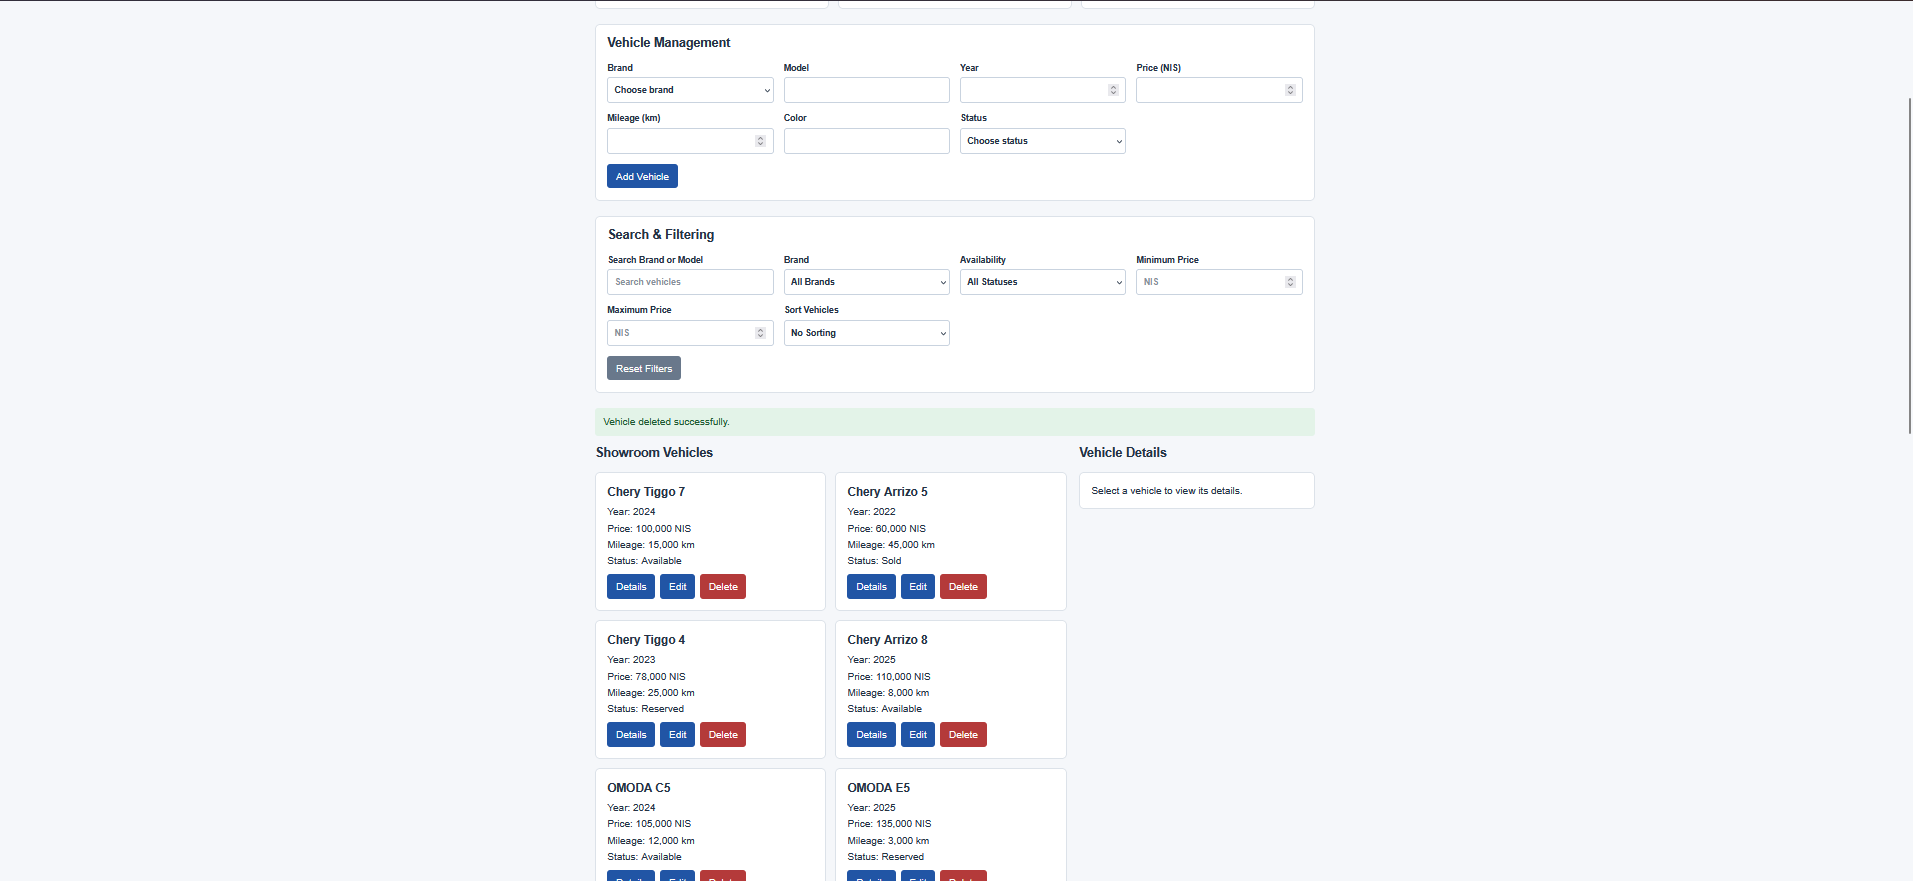 Vehicle Management
Brand Model Year Price (NIS)
Choose brand
Mileage (km) Color Status
Choose status
Add Vehicle
Search & Filtering
Search Brand or Model Brand Availability Minimum Price
Search vehicles All Brands All Statuses NIS
Maximum Price Sort Vehicles
NIS No Sorting
Reset Filters
Vehicle deleted successfully.
Showroom Vehicles
Chery Tiggo 7
Year: 2024
Price: 100,000 NIS
Mileage: 15,000 km
Status: Available
Details Edit Delete
Chery Arrizo 5
Year: 2022
Price: 60,000 NIS
Mileage: 45,000 km
Status: Sold
Details Edit Delete
Chery Tiggo 4
Year: 2023
Price: 78,000 NIS
Mileage: 25,000 km
Status: Reserved
Details Edit Delete
Chery Arrizo 8
Year: 2025
Price: 110,000 NIS
Mileage: 8,000 km
Status: Available
Details Edit Delete
OMODA C5
Year: 2024
Price: 105,000 NIS
Mileage: 12,000 km
Status: Available
Details Edit Delete
OMODA E5
Year: 2025
Price: 135,000 NIS
Mileage: 3,000 km
Status: Reserved
Details Edit Delete
Vehicle Details
Select a vehicle to view its details.